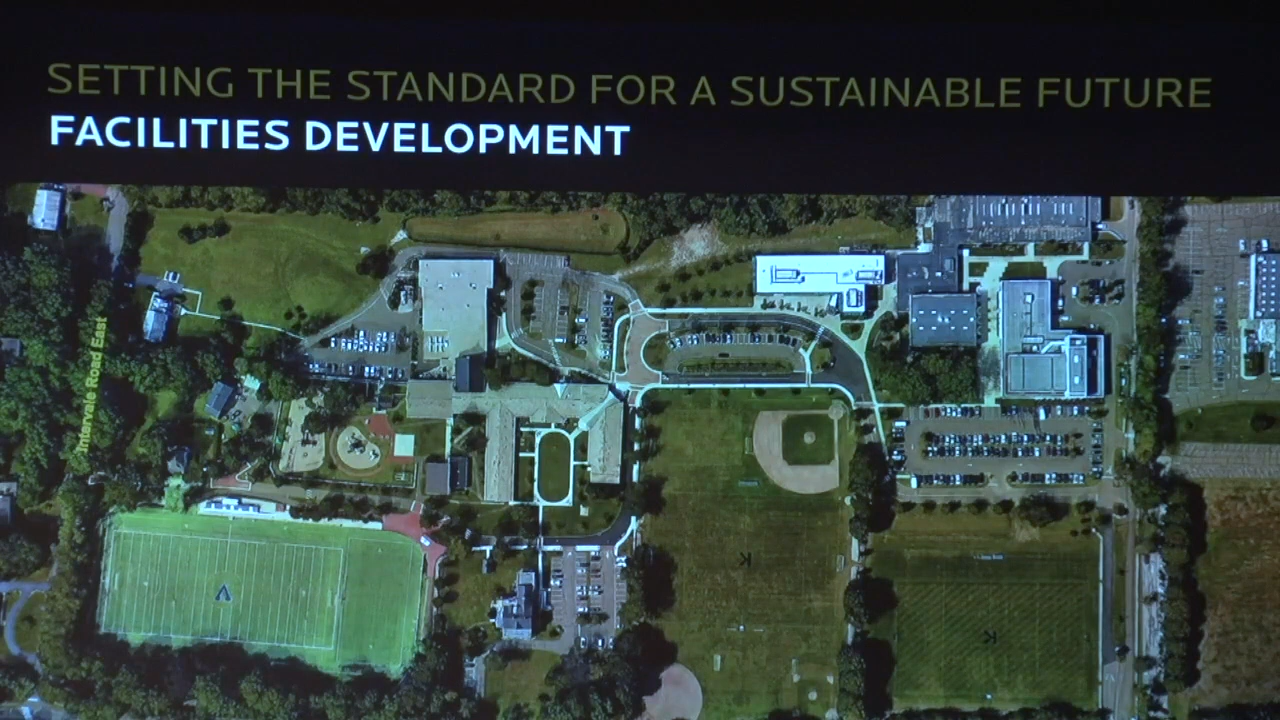 SETTING THE STANDARD FOR A SUSTAINABLE FUTURE
FACILITIES DEVELOPMENT
Intervale Road East
K
K